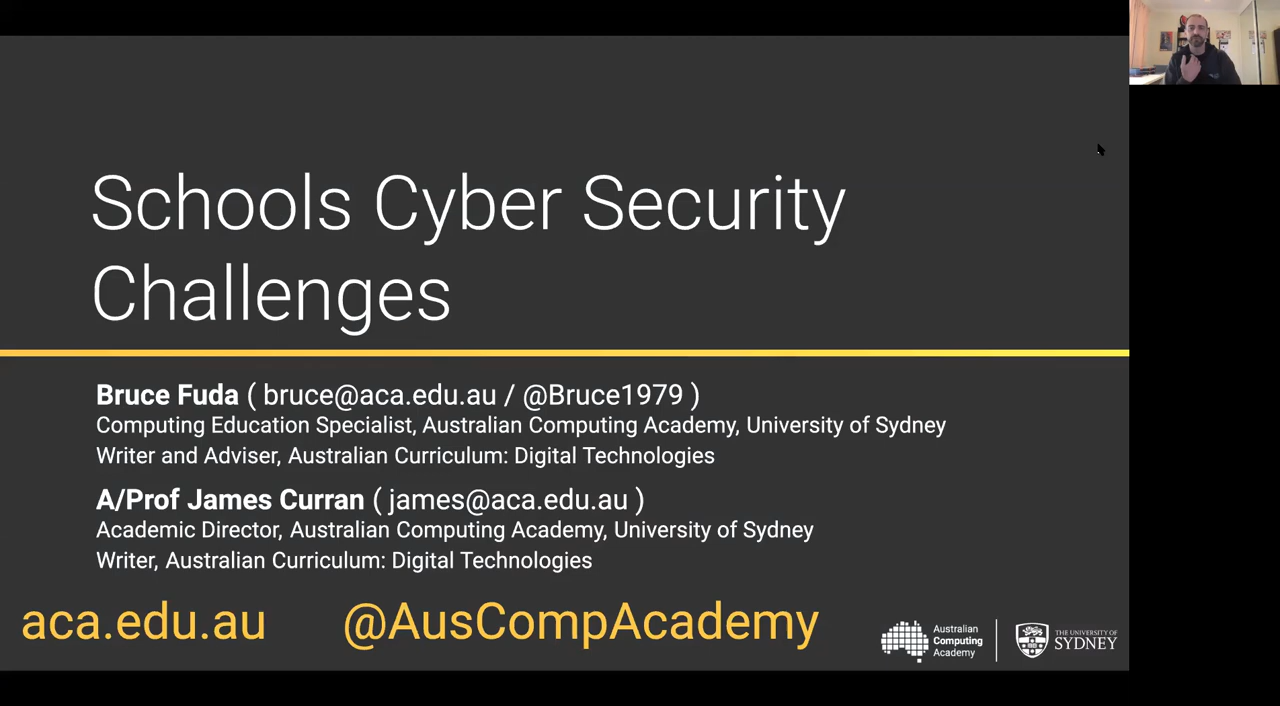 Schools Cyber Security
Challenges
Bruce Fuda ( bruce@aca.edu.au / @Bruce1979 )
Computing Education Specialist, Australian Computing Academy, University of Sydney
Writer and Adviser, Australian Curriculum: Digital Technologies
A/Prof James Curran ( james@aca.edu.au )
Academic Director, Australian Computing Academy, University of Sydney
Writer, Australian Curriculum: Digital Technologies
aca.edu.au @AusCompAcademy
Australian
Computing
Academy
THE UNIVERSITY OF
SYDNEY